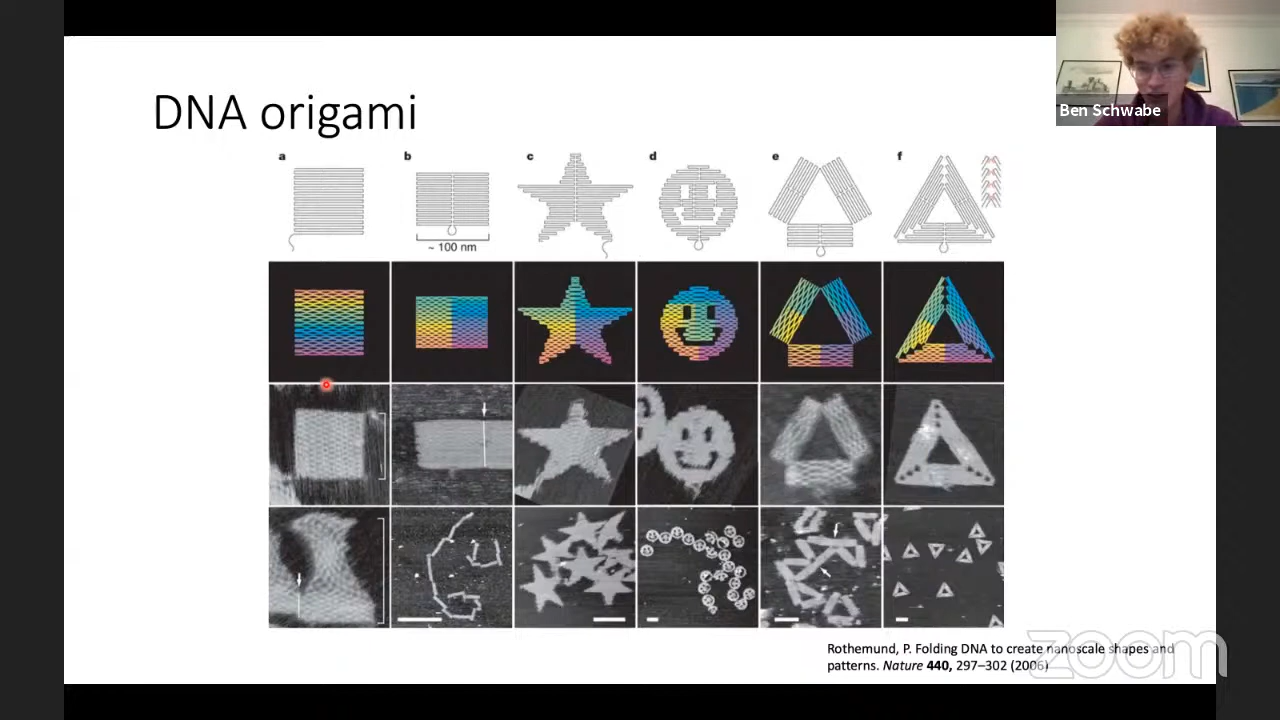 Ben Schwabe
DNA origami
a b c d e f
~ 100 nm
Rothemund, P. Folding DNA to create nanoscale shapes and
patterns. Nature 440, 297–302 (2006)
zoom